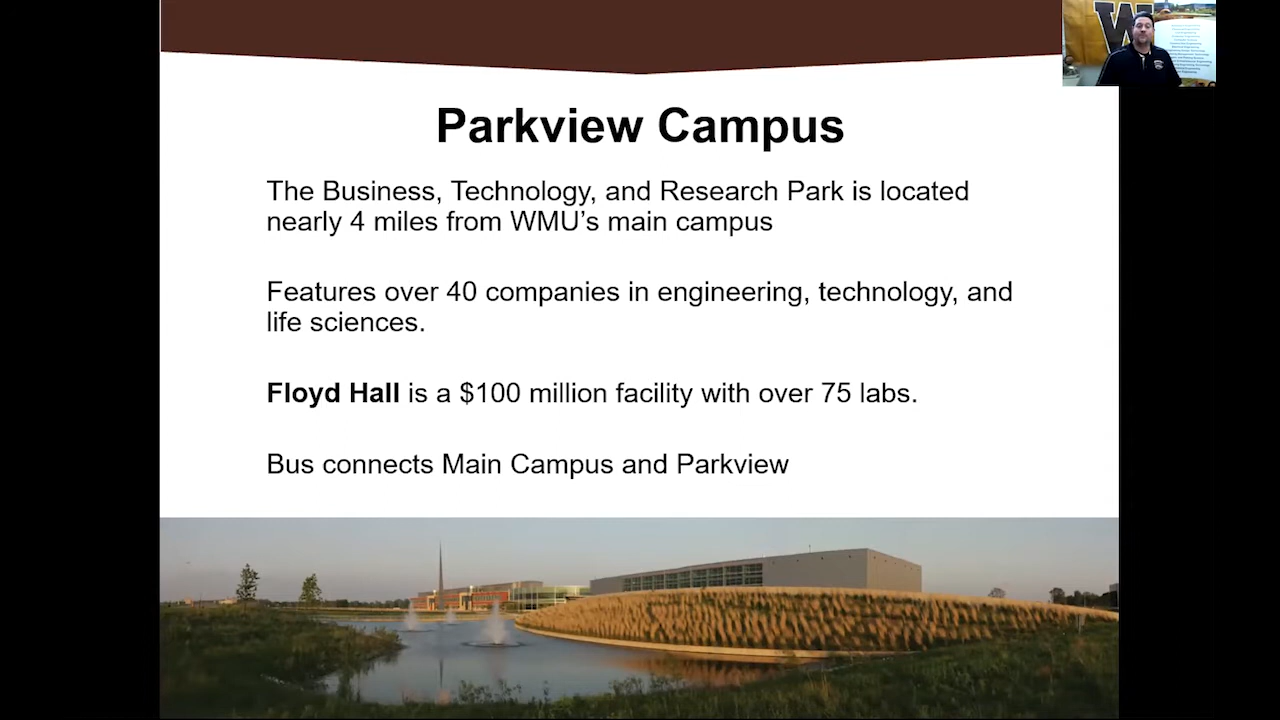 W
Parkview Campus
The Business, Technology, and Research Park is located
nearly 4 miles from WMU’s main campus
Features over 40 companies in engineering, technology, and
life sciences.
Floyd Hall is a $100 million facility with over 75 labs.
Bus connects Main Campus and Parkview